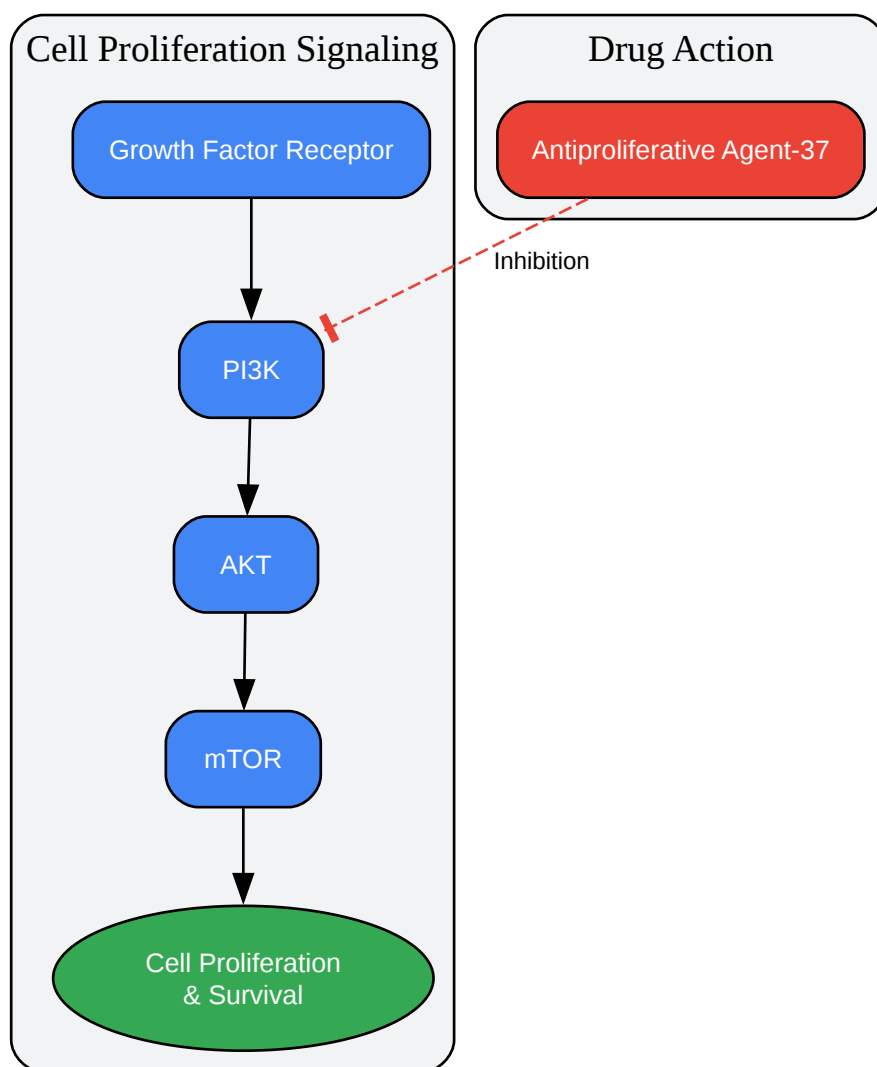 Cell Proliferation Signaling
Drug Action
Growth Factor Receptor
Antiproliferative Agent-37
Inhibition
PI3K
AKT
mTOR
Cell Proliferation
& Survival